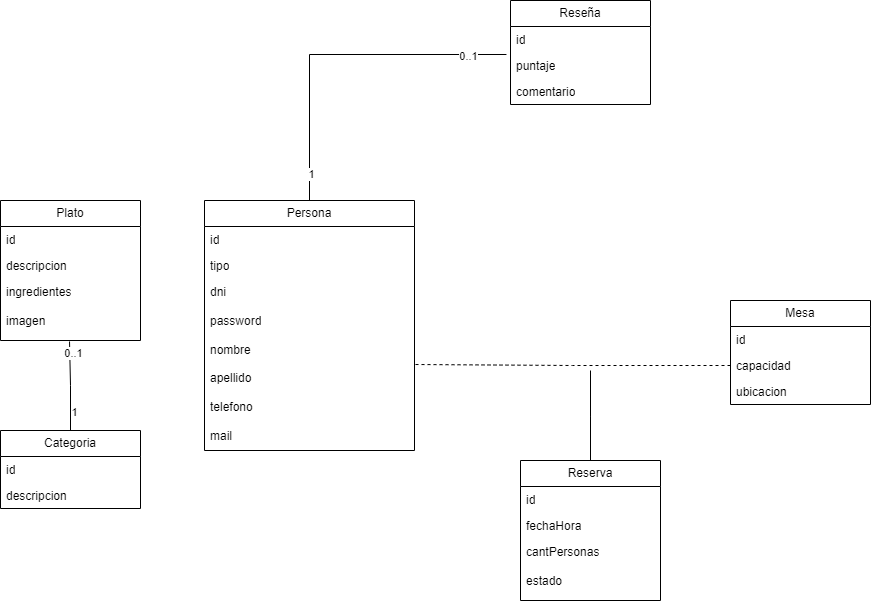 Reseña
id
puntaje
comentario
0..1
1
Plato
id
descripcion
ingredientes
imagen
0..1
1
Categoria
id
descripcion
Persona
id
tipo
dni
password
nombre
apellido
telefono
mail
Mesa
id
capacidad
ubicacion
Reserva
id
fechaHora
cantPersonas
estado